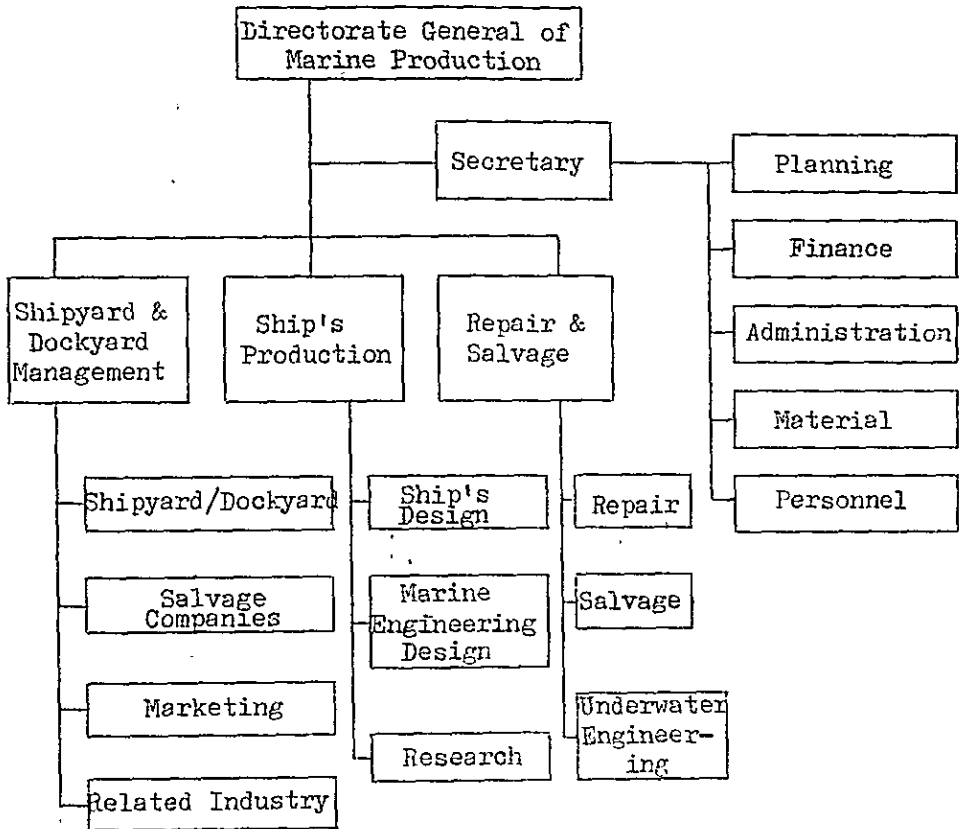 Directorate General of
Marine Production
Secretary
Planning
Finance
Administration
Material
Personnel
Shipyard &
Dockyard
Management
Ship's
Production
Repair &
Salvage
Shipyard/Dockyard
Salvage
Companies
Marketing
Related Industry
Ship's
Design
Marine
Engineering
Design
Research
Repair
Salvage
Underwater
Engineer-
ing